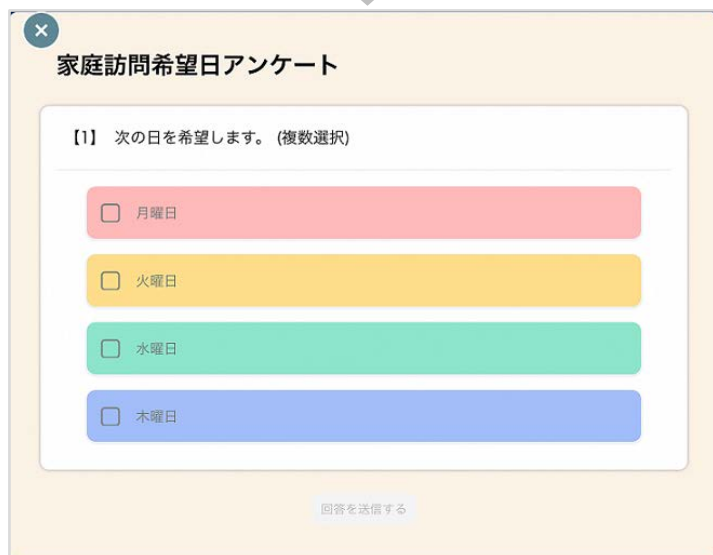 家庭訪問希望日アンケート
【1】 次の日を希望します。 (複数選択)
月曜日
火曜日
水曜日
木曜日
回答を送信する